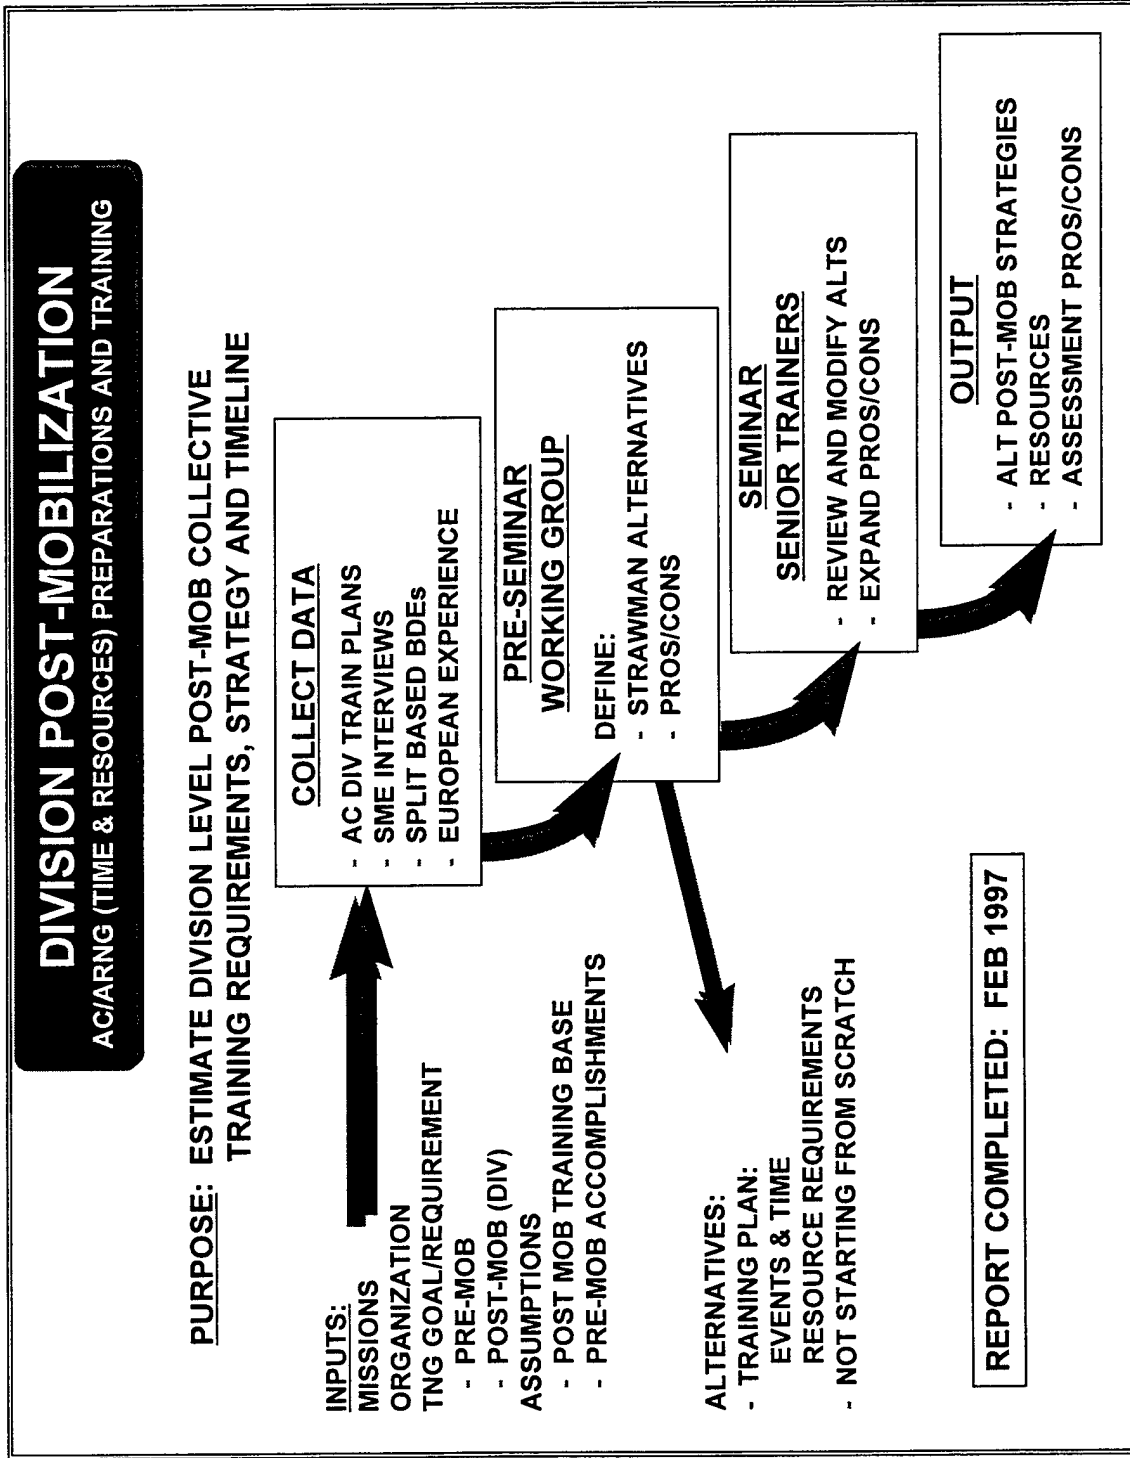 DIVISION POST-MOBILIZATION
AC/ARNG (TIME & RESOURCES) PREPARATIONS AND TRAINING
PURPOSE: ESTIMATE DIVISION LEVEL POST-MOB COLLECTIVE
TRAINING REQUIREMENTS, STRATEGY AND TIMELINE
INPUTS:
MISSIONS
ORGANIZATION
TNG GOAL/REQUIREMENT
- PRE-MOB
- POST-MOB (DIV)
ASSUMPTIONS
- POST MOB TRAINING BASE
- PRE-MOB ACCOMPLISHMENTS
COLLECT DATA
- AC DIV TRAIN PLANS
- SME INTERVIEWS
- SPLIT BASED BDEs
- EUROPEAN EXPERIENCE
PRE-SEMINAR
WORKING GROUP
DEFINE:
- STRAWMAN ALTERNATIVES
- PROS/CONS
ALTERNATIVES:
- TRAINING PLAN:
EVENTS & TIME
RESOURCE REQUIREMENTS
- NOT STARTING FROM SCRATCH
SEMINAR
SENIOR TRAINERS
- REVIEW AND MODIFY ALTS
- EXPAND PROS/CONS
OUTPUT
- ALT POST-MOB STRATEGIES
- RESOURCES
- ASSESSMENT PROS/CONS
REPORT COMPLETED: FEB 1997